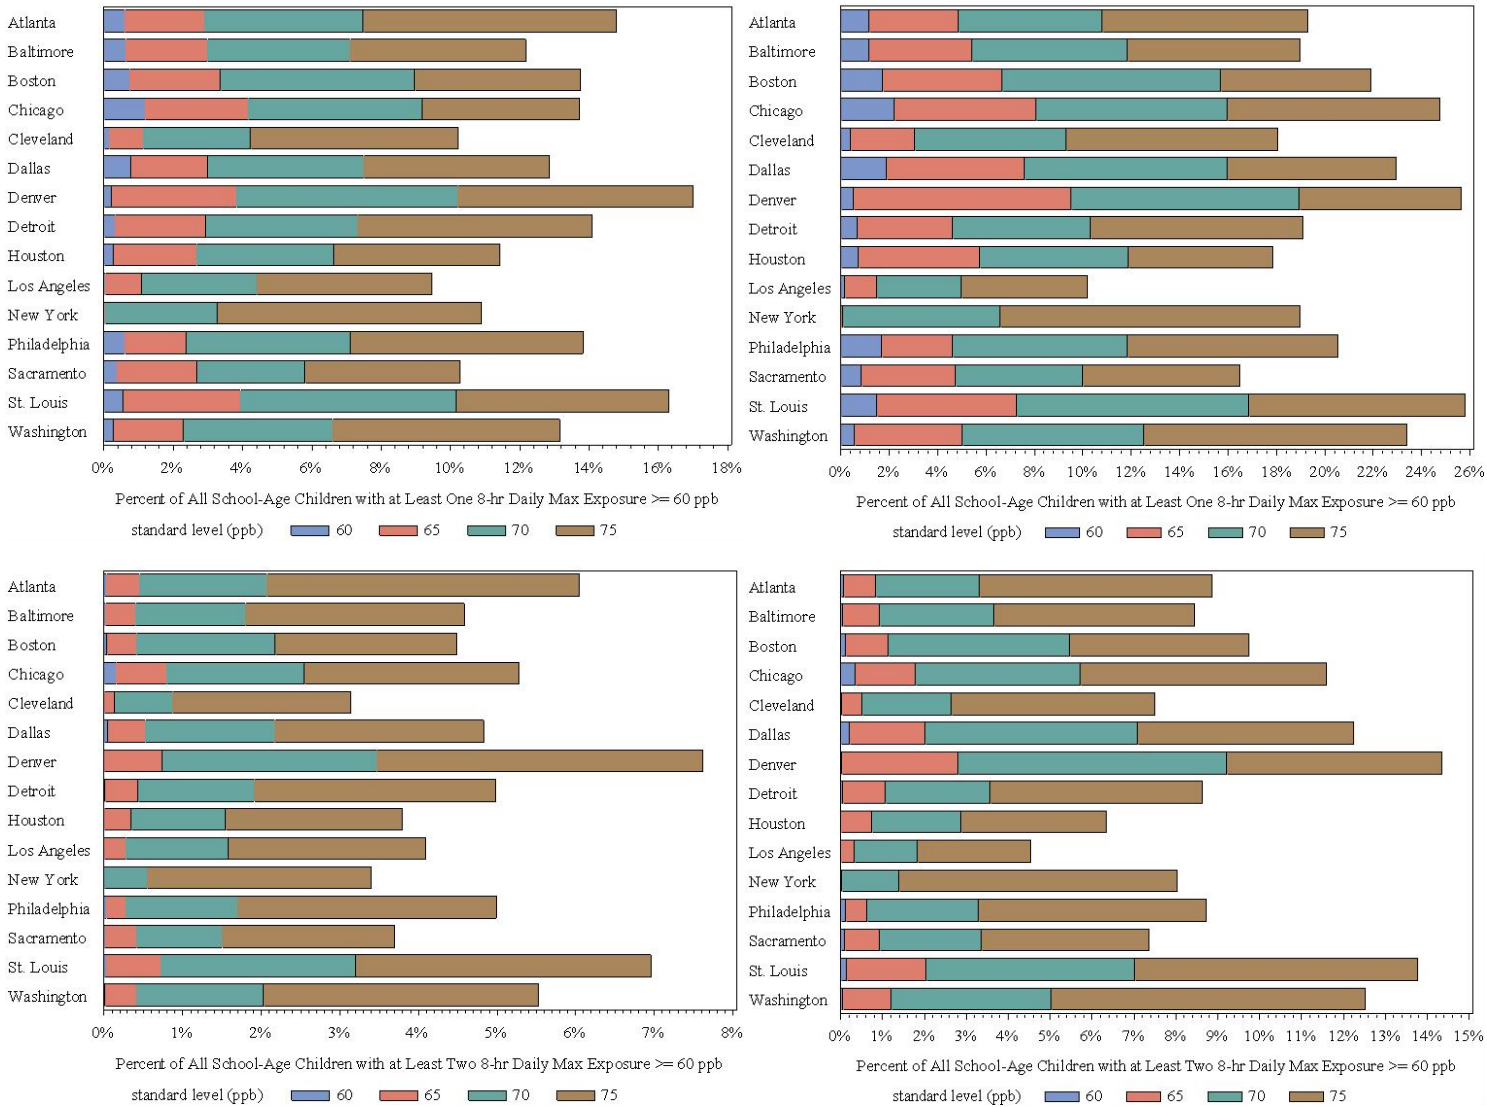 Atlanta
Baltimore
Boston
Chicago
Cleveland
Dallas
Denver
Detroit
Houston
Los Angeles
New York
Philadelphia
Sacramento
St. Louis
Washington
0% 2% 4% 6% 8% 10% 12% 14% 16% 18%
Percent of All School-Age Children with at Least One 8-hr Daily Max Exposure >= 60 ppb
standard level (ppb) 60 65 70 75
Atlanta
Baltimore
Boston
Chicago
Cleveland
Dallas
Denver
Detroit
Houston
Los Angeles
New York
Philadelphia
Sacramento
St. Louis
Washington
0% 2% 4% 6% 8% 10% 12% 14% 16% 18% 20% 22% 24% 26%
Percent of All School-Age Children with at Least One 8-hr Daily Max Exposure >= 60 ppb
standard level (ppb) 60 65 70 75
Atlanta
Baltimore
Boston
Chicago
Cleveland
Dallas
Denver
Detroit
Houston
Los Angeles
New York
Philadelphia
Sacramento
St. Louis
Washington
0% 1% 2% 3% 4% 5% 6% 7% 8%
Percent of All School-Age Children with at Least Two 8-hr Daily Max Exposure >= 60 ppb
standard level (ppb) 60 65 70 75
Atlanta
Baltimore
Boston
Chicago
Cleveland
Dallas
Denver
Detroit
Houston
Los Angeles
New York
Philadelphia
Sacramento
St. Louis
Washington
0% 1% 2% 3% 4% 5% 6% 7% 8% 9% 10% 11% 12% 13% 14% 15%
Percent of All School-Age Children with at Least Two 8-hr Daily Max Exposure >= 60 ppb
standard level (ppb) 60 65 70 75